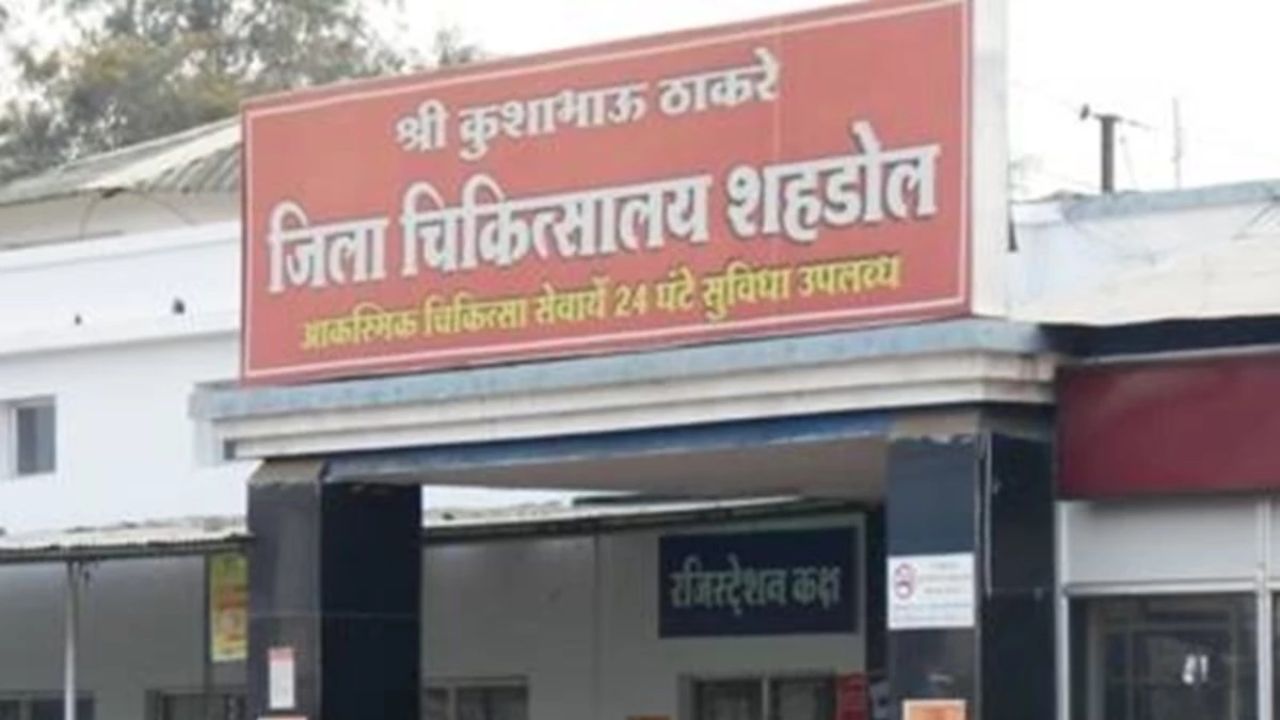 श्री कुशाभाऊ ठाकरे
जिला चिकित्सालय शहडोल
आकस्मिक चिकित्सा सेवायें 24 घंटे सुविधा उपलब्ध
रजिस्ट्रेशन कक्ष